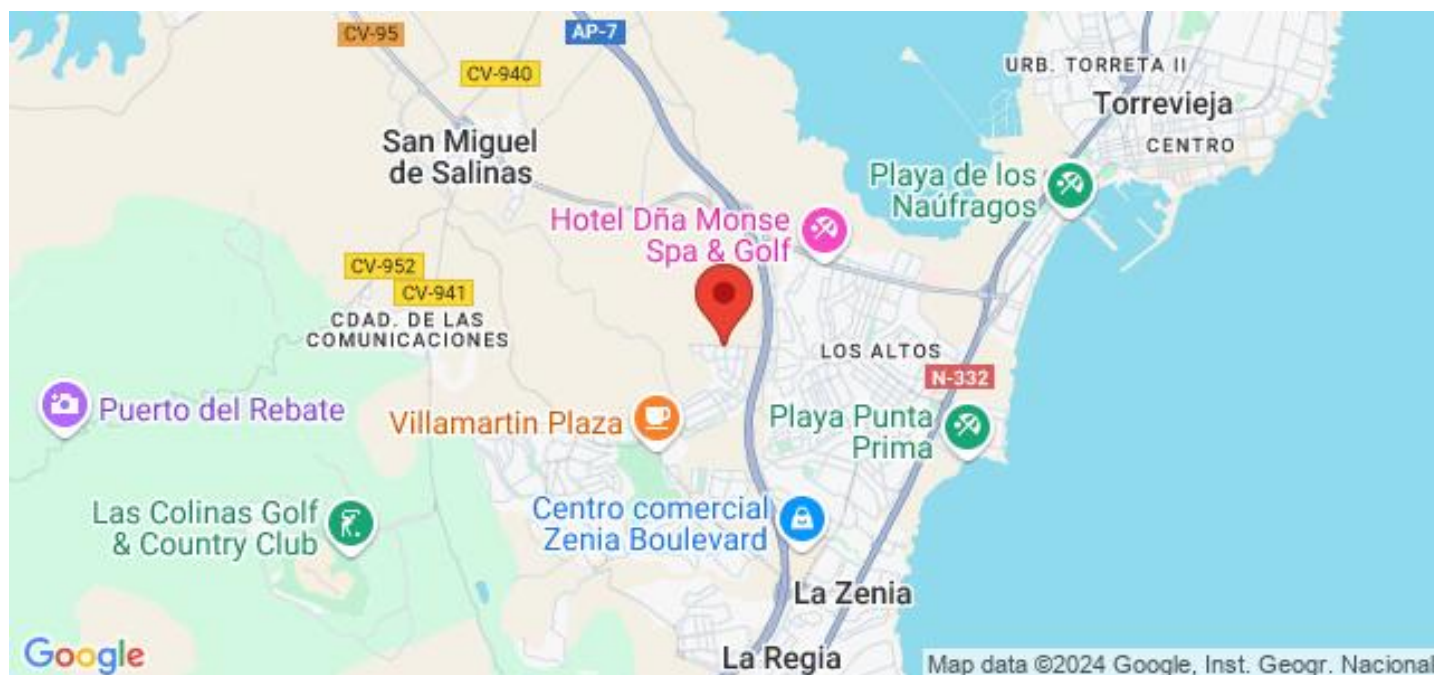 CV-95
AP-7
CV-940
URB. TORRETA II
Torrevieja
CENTRO
San Miguel
de Salinas
Playa de los
Naúfragos
Hotel Dña Monse
Spa & Golf
CV-952
CV-941
CDAD. DE LAS
COMUNICACIONES
LOS ALTOS
N-332
Puerto del Rebate
Villamartin Plaza
Playa Punta
Prima
Las Colinas Golf
& Country Club
Centro comercial
Zenia Boulevard
La Zenia
La Regia
Google
Map data ©2024 Google, Inst. Geogr. Nacional